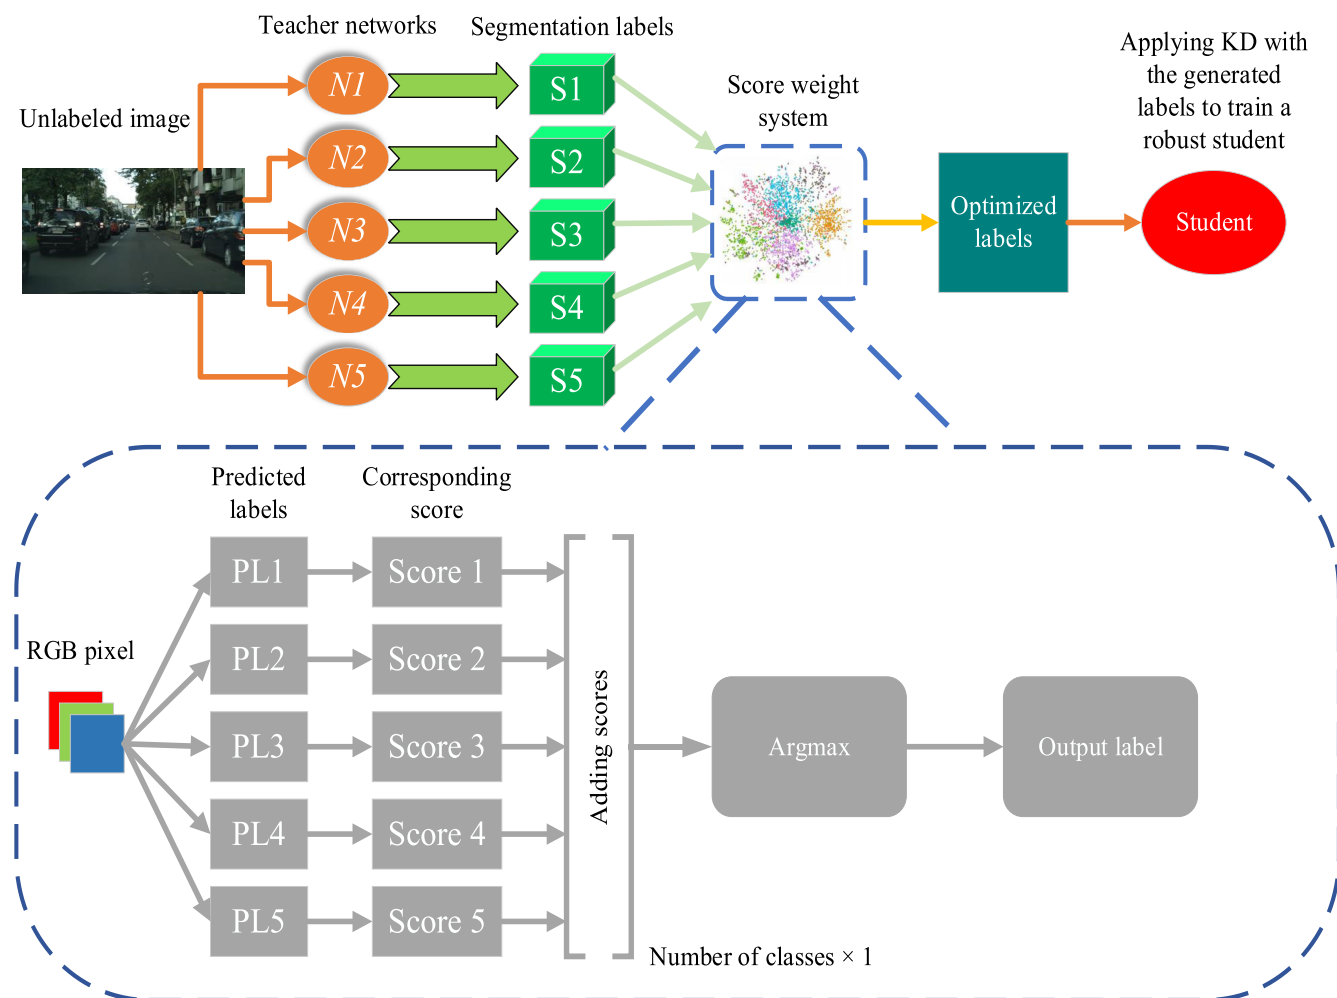 Teacher networks
Segmentation labels
Applying KD with
the generated
labels to train a
robust student
Unlabeled image
Score weight
system
N1
N2
N3
N4
N5
S1
S2
S3
S4
S5
Optimized
labels
Student
Predicted
labels
Corresponding
score
RGB pixel
PL1
Score 1
PL2
Score 2
PL3
Score 3
PL4
Score 4
PL5
Score 5
Adding scores
Argmax
Output label
Number of classes × 1